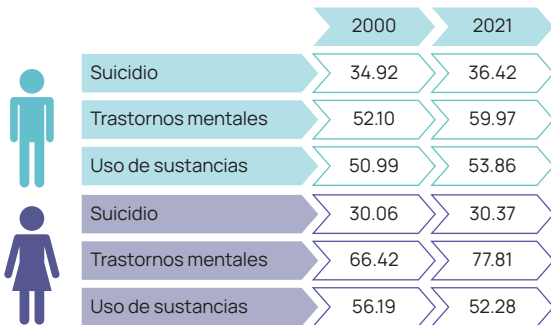 2000 2021
Suicidio 34.92 36.42
Trastornos mentales 52.10 59.97
Uso de sustancias 50.99 53.86
Suicidio 30.06 30.37
Trastornos mentales 66.42 77.81
Uso de sustancias 56.19 52.28